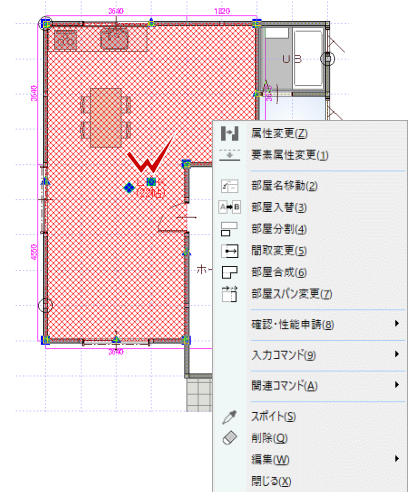 3640
1820
UB
3640
3640
4550
3640
ホ
属性変更(Z)
要素属性変更(1)
部屋名移動(2)
A B
部屋入替(3)
部屋分割(4)
間取変更(5)
部屋合成(6)
部屋スパン変更(7)
確認・性能申請(8)
入力コマンド(9)
関連コマンド(A)
スポイト(S)
削除(Q)
編集(W)
閉じる(X)